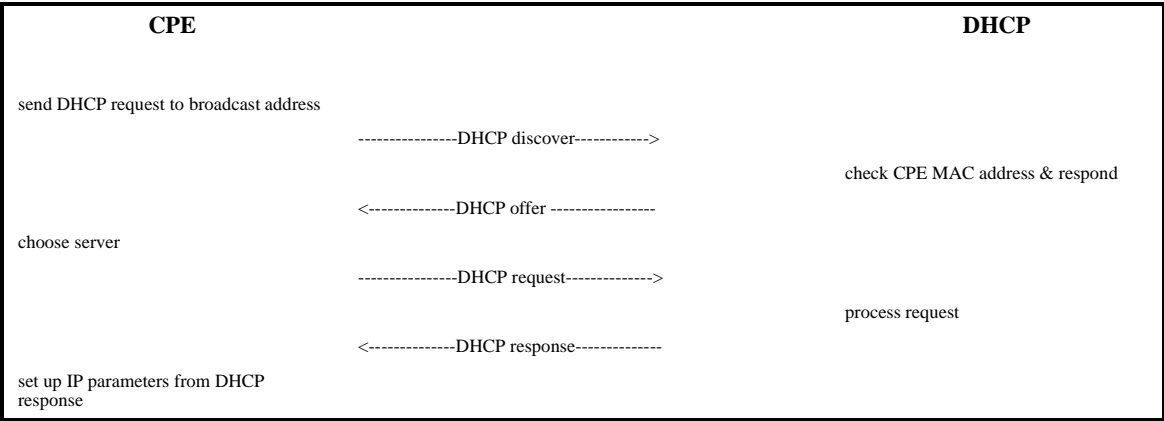 CPE DHCP
send DHCP request to broadcast address
----------------DHCP discover------------>
check CPE MAC address & respond
<--------------DHCP offer -----------------
choose server
----------------DHCP request-------------->
process request
<--------------DHCP response--------------
set up IP parameters from DHCP
response